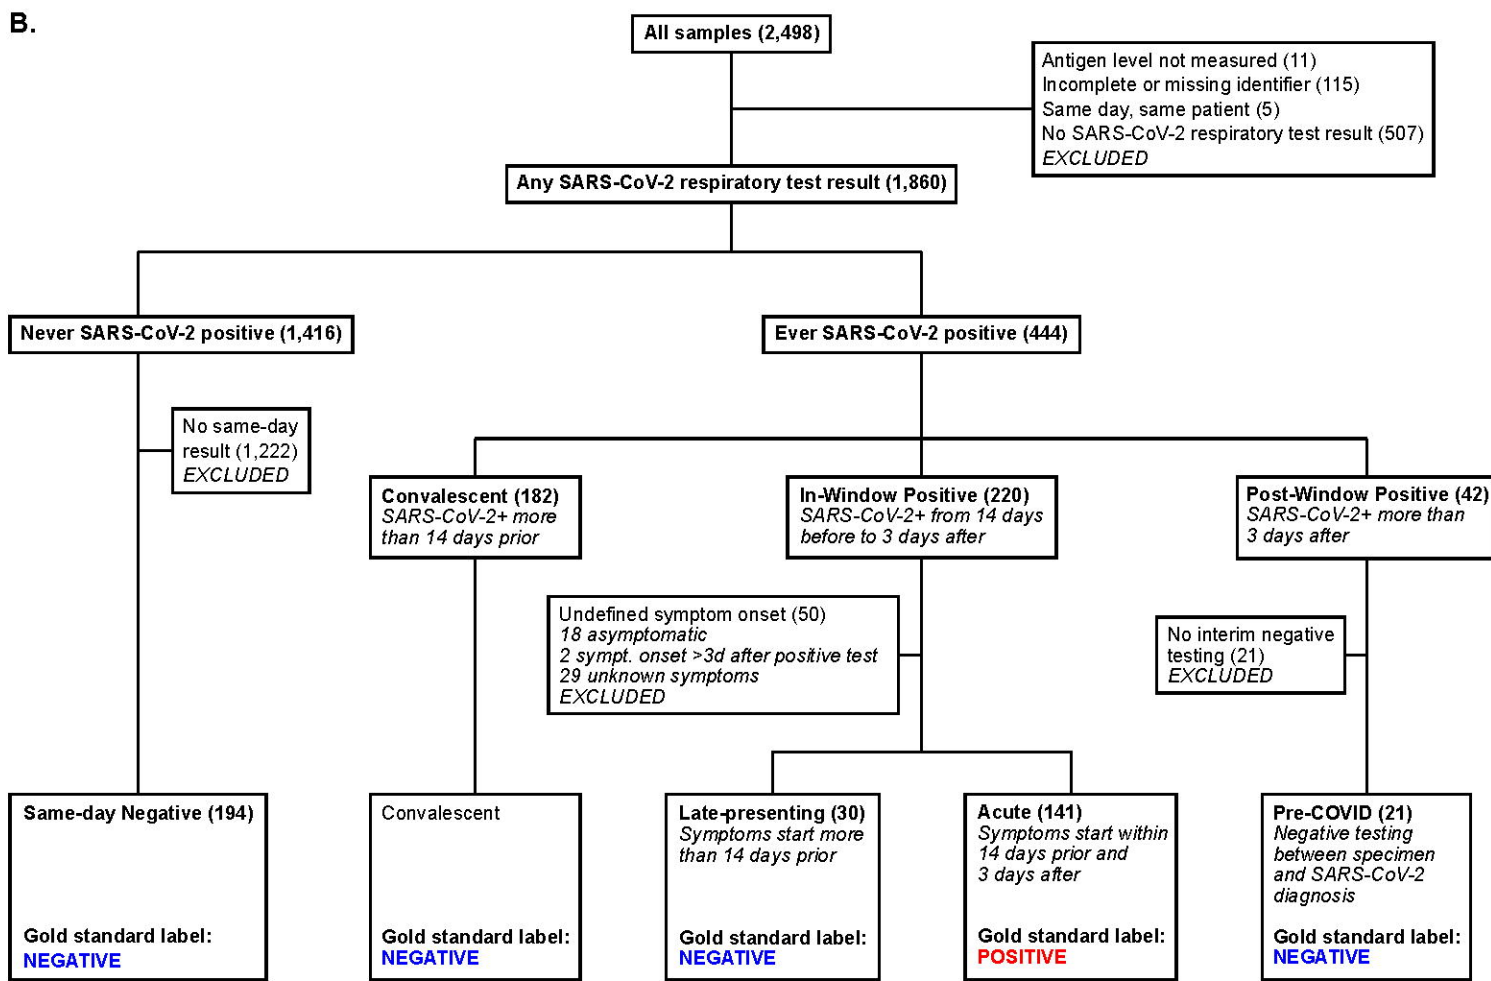 B.
All samples (2,498)
Antigen level not measured (11)
Incomplete or missing identifier (115)
Same day, same patient (5)
No SARS-CoV-2 respiratory test result (507)
EXCLUDED
Any SARS-CoV-2 respiratory test result (1,860)
Never SARS-CoV-2 positive (1,416)
Ever SARS-CoV-2 positive (444)
No same-day
result (1,222)
EXCLUDED
Convalescent (182)
SARS-CoV-2+ more
than 14 days prior
In-Window Positive (220)
SARS-CoV-2+ from 14 days
before to 3 days after
Post-Window Positive (42)
SARS-CoV-2+ more than
3 days after
Undefined symptom onset (50)
18 asymptomatic
2 sympt. onset >3d after positive test
29 unknown symptoms
EXCLUDED
No interim negative
testing (21)
EXCLUDED
Same-day Negative (194)
Gold standard label:
NEGATIVE
Convalescent
Gold standard label:
NEGATIVE
Late-presenting (30)
Symptoms start more
than 14 days prior
Gold standard label:
NEGATIVE
Acute (141)
Symptoms start within
14 days prior and
3 days after
Gold standard label:
POSITIVE
Pre-COVID (21)
Negative testing
between specimen
and SARS-CoV-2
diagnosis
Gold standard label:
NEGATIVE